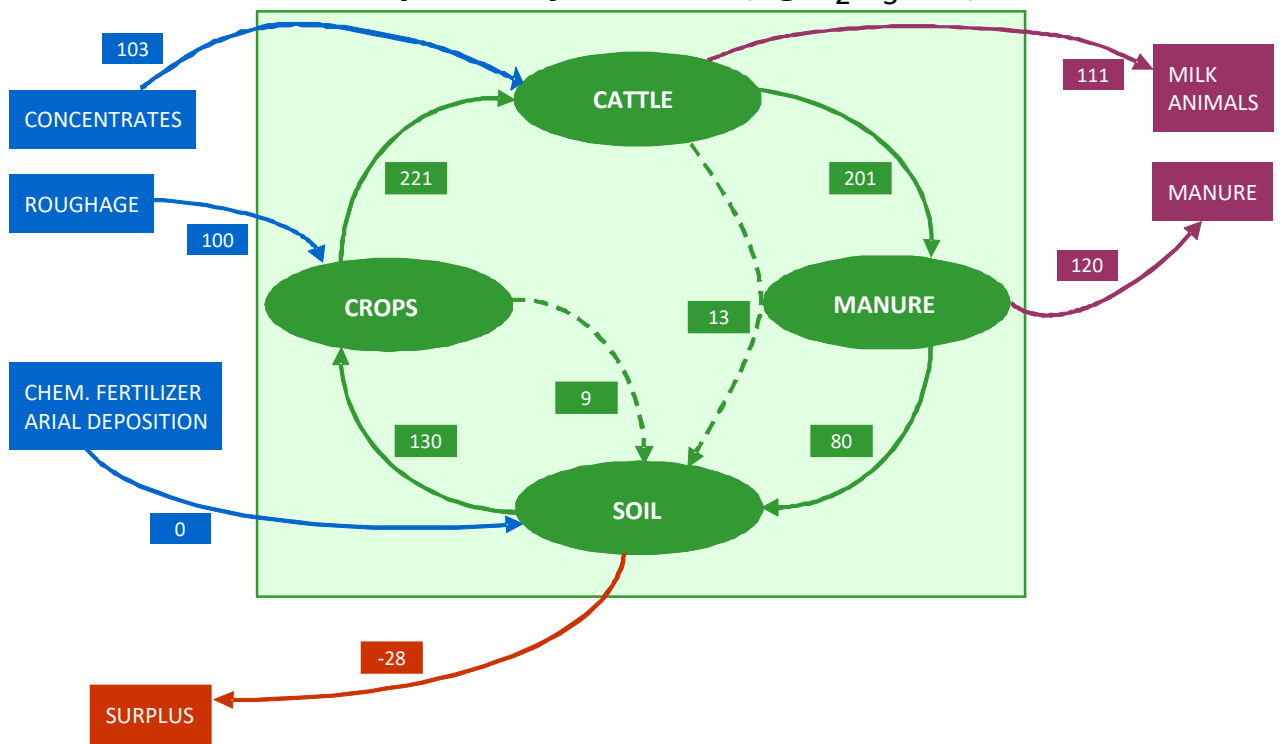 103
CONCENTRATES
CATTLE
111
MILK
ANIMALS
ROUGHAGE
100
221
201
MANURE
120
CROPS
13
MANURE
CHEM. FERTILIZER
ARIAL DEPOSITION
9
130
80
0
SOIL
-28
SURPLUS